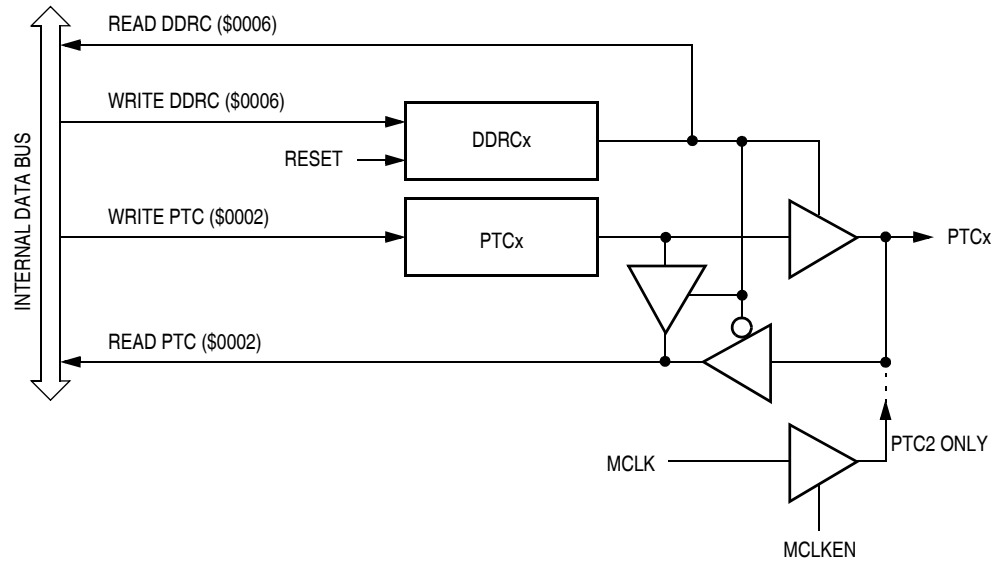 READ DDRC ($0006)
WRITE DDRC ($0006)
DDRCx
RESET
INTERNAL DATA BUS
WRITE PTC ($0002)
PTCx
PTCx
READ PTC ($0002)
PTC2 ONLY
MCLK
MCLKEN